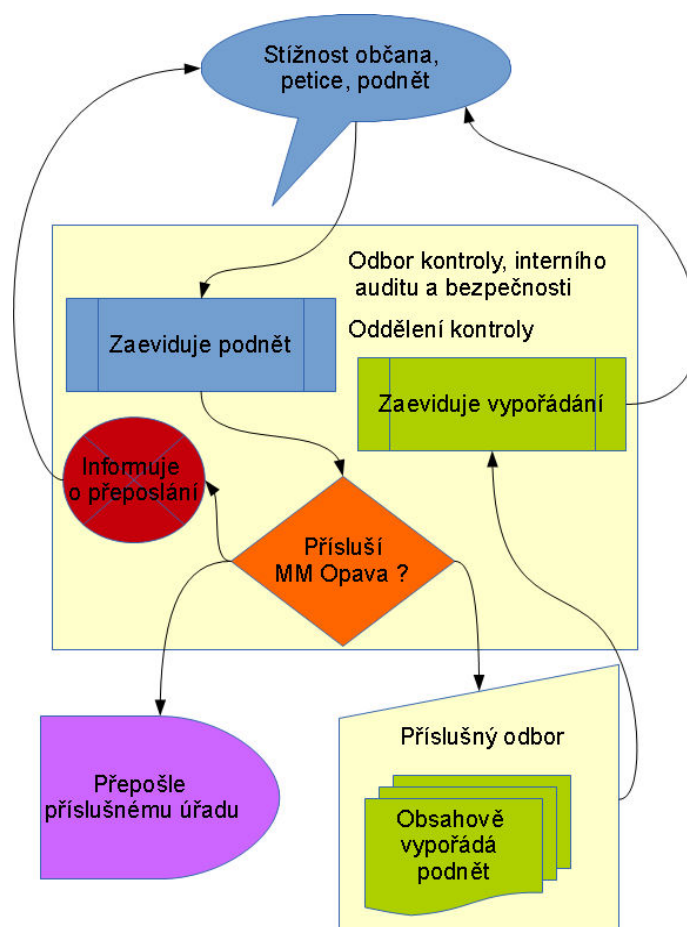 Stížnost občana,
petice, podnět
Odbor kontroly, interního
auditu a bezpečnosti
Oddělení kontroly
Zaeviduje podnět
Zaeviduje vypořádání
Informuje
o přeposlání
Přísluší
MM Opava ?
Příslušný odbor
Přepošle
příslušnému úřadu
Obsahově
vypořádá
podnět